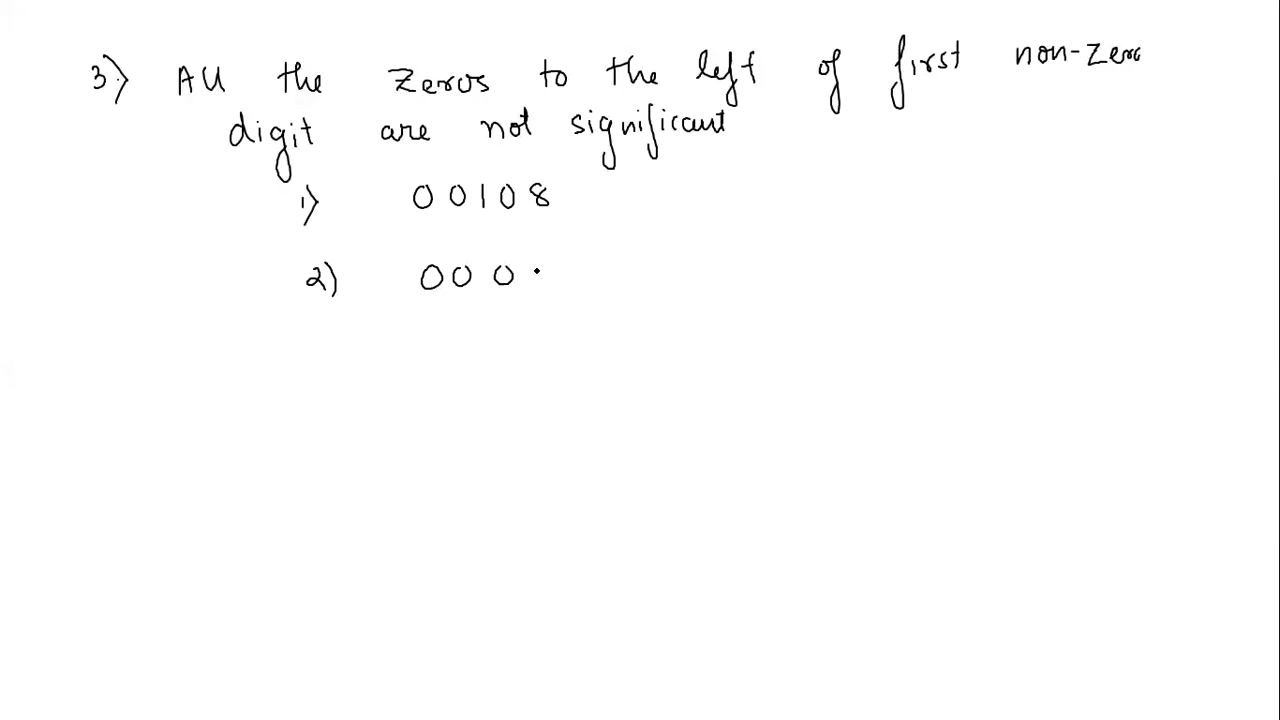 3) All the zeros to the left of first non-zero
digit are not significant
1) 00108
2) 000.